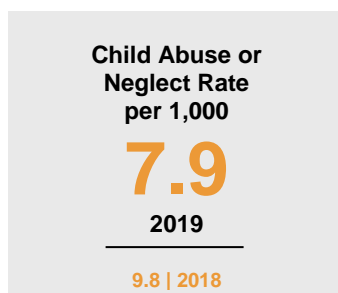 Child Abuse or
Neglect Rate
per 1,000
7.9
2019
9.8 | 2018